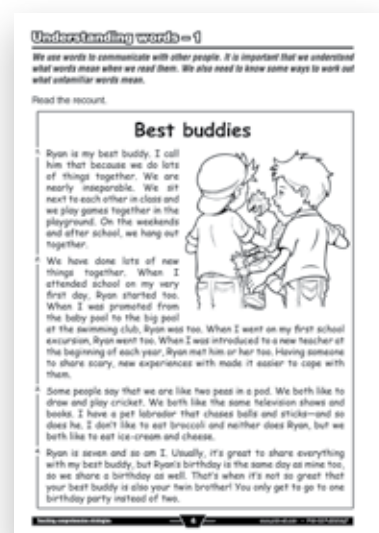 Understanding words – 1
We use words to communicate with other people. It is important that we understand
what words mean when we read them. We also need to know some ways to work out
what unfamiliar words mean.
Read the recount.
Best buddies
1. Ryan is my best buddy. I call
him that because we do lots
of things together. We are
nearly inseparable. We sit
next to each other in class and
we play games together in the
playground. On the weekends
and after school, we hang out
together.
2. We have done lots of new
things together. When I
attended school on my very
first day, Ryan started too.
When I was promoted from
the baby pool to the big pool
at the swimming club, Ryan was too. When I went on my first school
excursion, Ryan went too. When I was introduced to a new teacher at
the beginning of each year, Ryan met him or her too. Having someone
to share scary, new experiences with made it easier to cope with
them.
3. Some people say that we are like two peas in a pod. We both like to
draw and play cricket. We both like the same television shows and
books. I have a pet labrador that chases balls and sticks—and so
does he. I don't like to eat broccoli and neither does Ryan, but we
both like to eat ice-cream and cheese.
4. Ryan is seven and so am I. Usually, it's great to share everything
with my best buddy, but Ryan's birthday is the same day as mine too,
so we share a birthday as well. That's when it's not so great that
your best buddy is also your twin brother! You only get to go to one
birthday party instead of two.
Teaching comprehension strategies